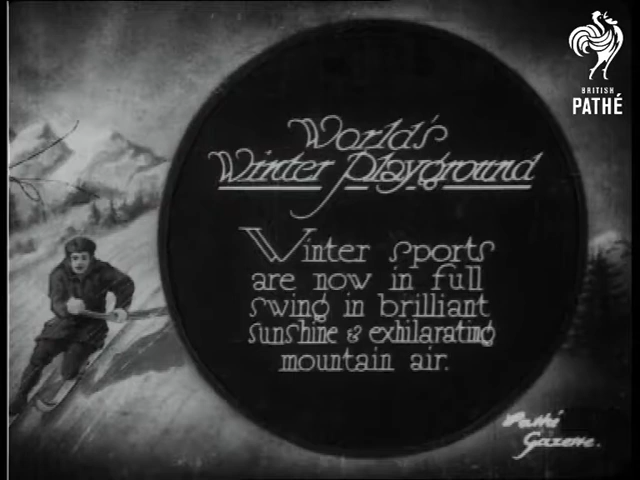 BRITISH
PATHÉ
World's
Winter Playground
Winter sports
are now in full
swing in brilliant
sunshine & exhilarating
mountain air.
Pathé
Gazette.